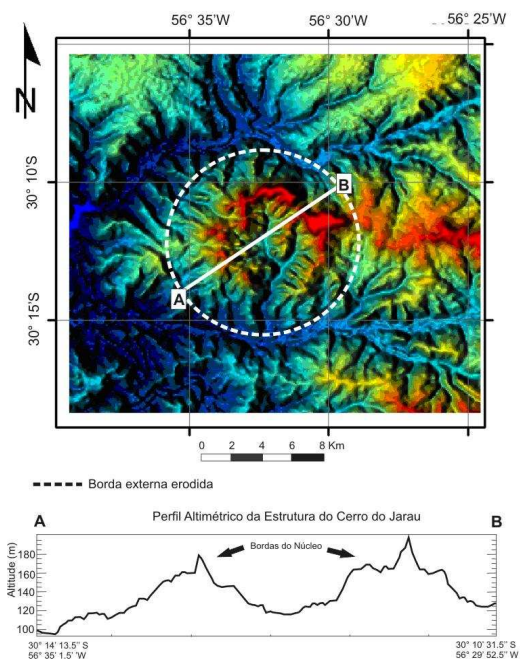 56° 35'W 56° 30'W 56° 25'W
N
30° 10'S
B
A
30° 15'S
0 2 4 6 8 Km
Borda externa erodida
A Perfil Altimétrico da Estrutura do Cerro do Jarau B
Bordas do Núcleo
Altitude (m)
180
160
140
120
100
30° 14' 13.5" S 30° 10' 31.5" S
56° 35' 1.5' 'W 56° 29' 52.5" W